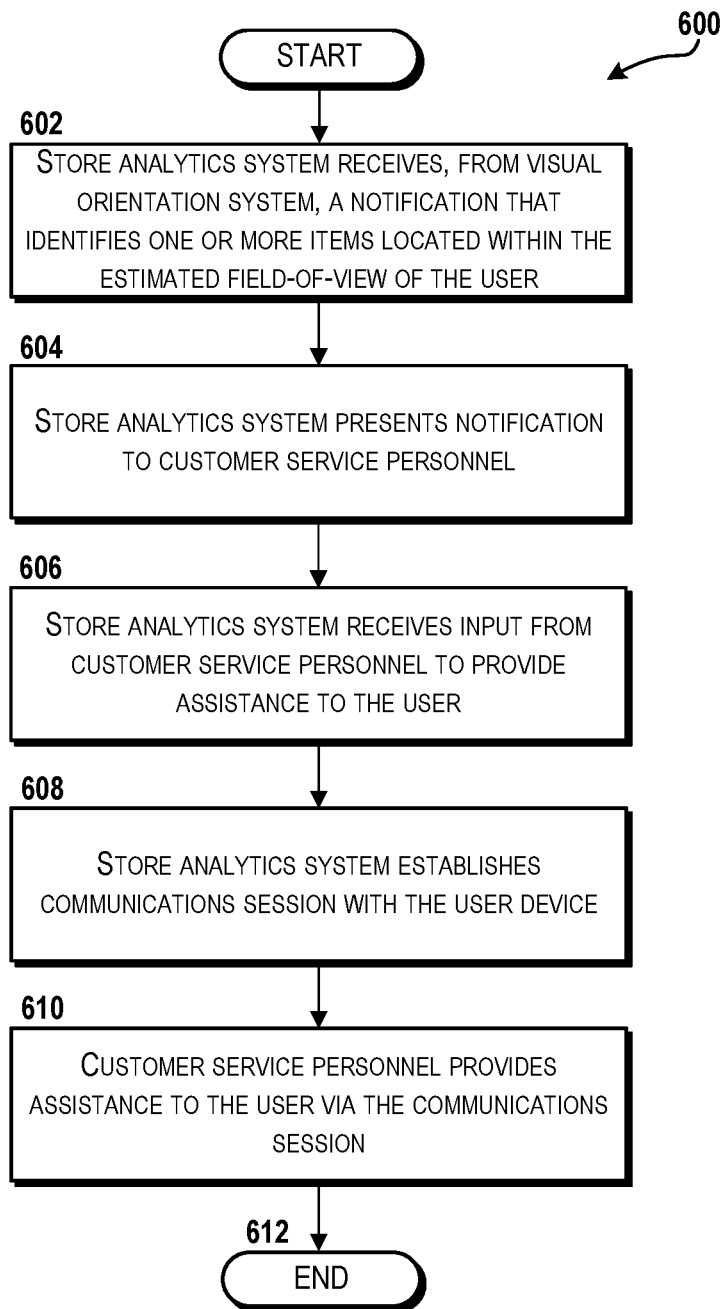 600
START
602
STORE ANALYTICS SYSTEM RECEIVES, FROM VISUAL
ORIENTATION SYSTEM, A NOTIFICATION THAT
IDENTIFIES ONE OR MORE ITEMS LOCATED WITHIN THE
ESTIMATED FIELD-OF-VIEW OF THE USER
604
STORE ANALYTICS SYSTEM PRESENTS NOTIFICATION
TO CUSTOMER SERVICE PERSONNEL
606
STORE ANALYTICS SYSTEM RECEIVES INPUT FROM
CUSTOMER SERVICE PERSONNEL TO PROVIDE
ASSISTANCE TO THE USER
608
STORE ANALYTICS SYSTEM ESTABLISHES
COMMUNICATIONS SESSION WITH THE USER DEVICE
610
CUSTOMER SERVICE PERSONNEL PROVIDES
ASSISTANCE TO THE USER VIA THE COMMUNICATIONS
SESSION
612
END